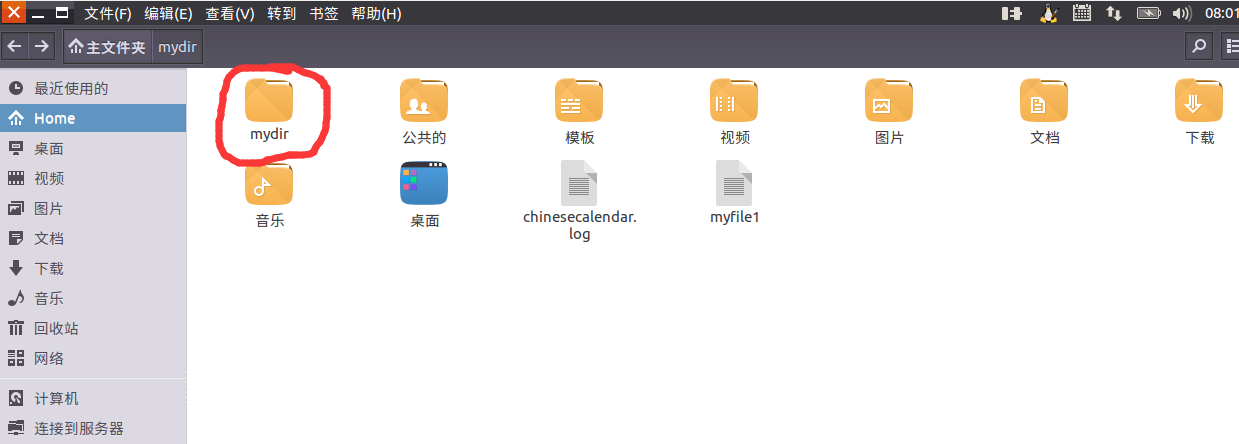 文件(F) 编辑(E) 查看(V) 转到 书签 帮助(H)
08:01
主文件夹 mydir
最近使用的
Home
桌面
视频
图片
文档
下载
音乐
回收站
网络
计算机
连接到服务器
mydir 公共的 模板 视频 图片 文档 下载
音乐 桌面 chinesecalendar. myfile1
log